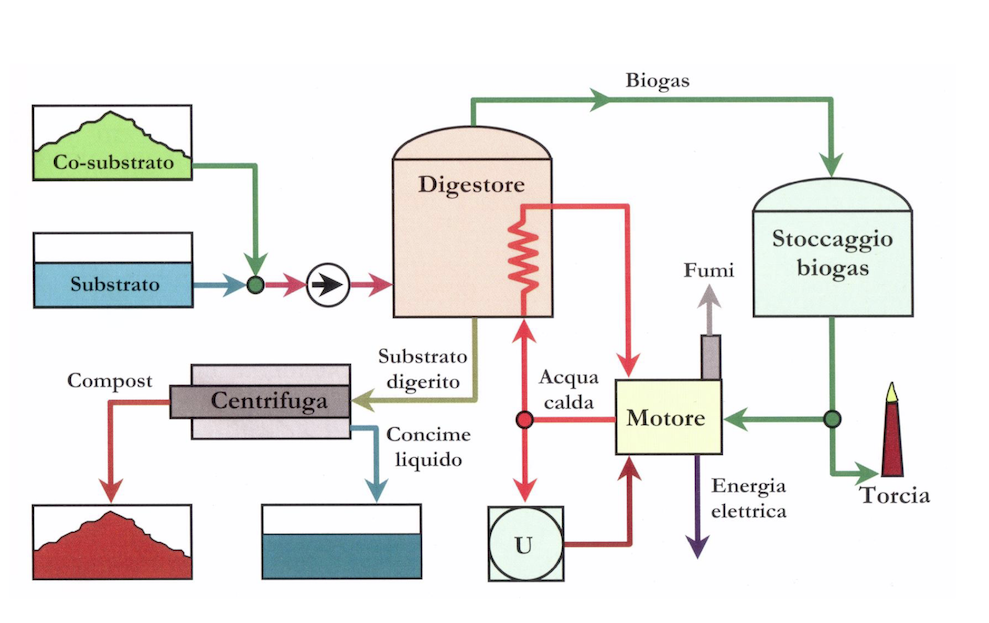 Biogas
Co-substrato
Digestore
Stoccaggio
biogas
Substrato
Fumi
Substrato
digerito
Compost
Centrifuga
Acqua
calda
Motore
Concime
liquido
Energia
elettrica
Torcia
U